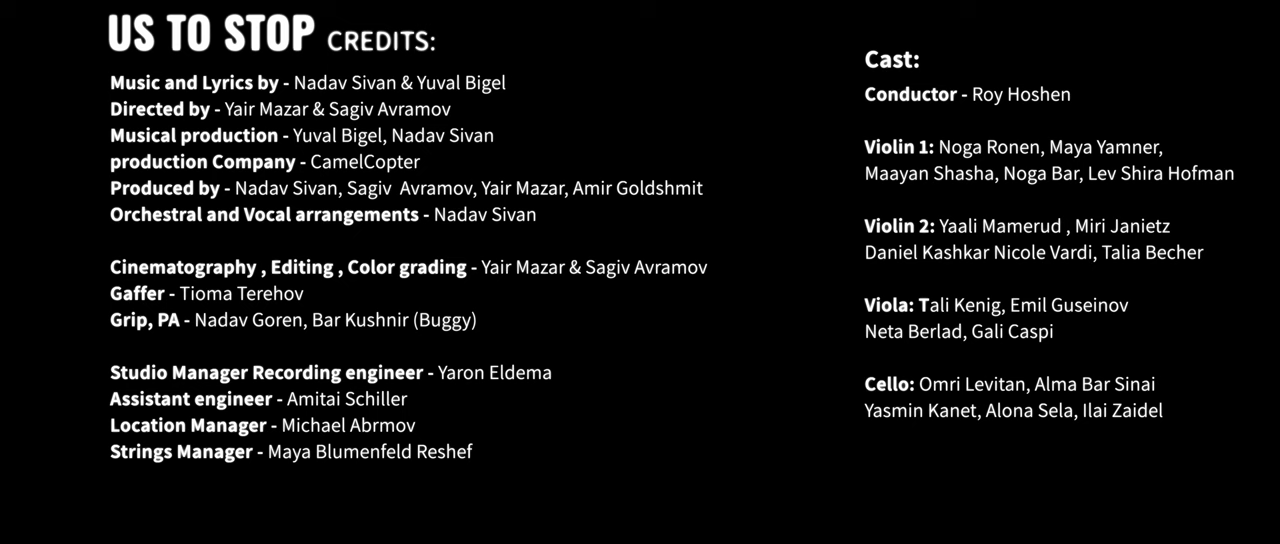 US TO STOP CREDITS:
Music and Lyrics by - Nadav Sivan & Yuval Bigel
Directed by - Yair Mazar & Sagiv Avramov
Musical production - Yuval Bigel, Nadav Sivan
production Company - CamelCopter
Produced by - Nadav Sivan, Sagiv  Avramov, Yair Mazar, Amir Goldshmit
Orchestral and Vocal arrangements - Nadav Sivan
Cinematography , Editing , Color grading - Yair Mazar & Sagiv Avramov
Gaffer - Tioma Terehov
Grip, PA - Nadav Goren, Bar Kushnir (Buggy)
Studio Manager Recording engineer - Yaron Eldema
Assistant engineer - Amitai Schiller
Location Manager - Michael Abrmov
Strings Manager - Maya Blumenfeld Reshef
Cast:
Conductor - Roy Hoshen
Violin 1: Noga Ronen, Maya Yamner,
Maayan Shasha, Noga Bar, Lev Shira Hofman
Violin 2: Yaali Mamerud , Miri Janietz
Daniel Kashkar Nicole Vardi, Talia Becher
Viola: Tali Kenig, Emil Guseinov
Neta Berlad, Gali Caspi
Cello: Omri Levitan, Alma Bar Sinai
Yasmin Kanet, Alona Sela, Ilai Zaidel